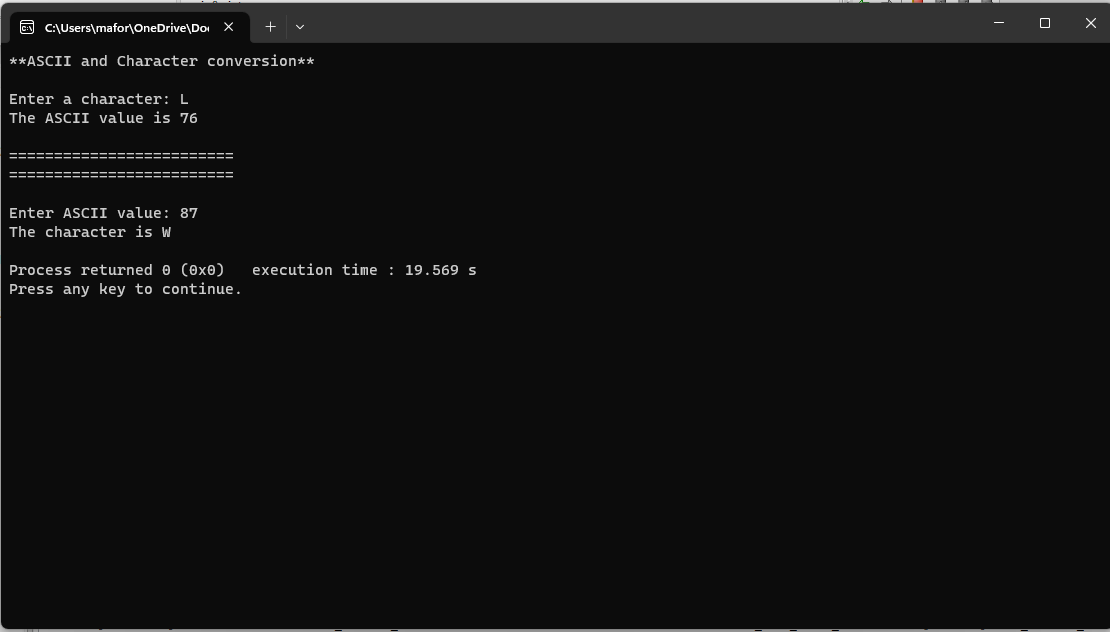 C:\Users\mafor\OneDrive\Do
**ASCII and Character conversion**
Enter a character: L
The ASCII value is 76
=========================
=========================
Enter ASCII value: 87
The character is W
Process returned 0 (0x0)   execution time : 19.569 s
Press any key to continue.